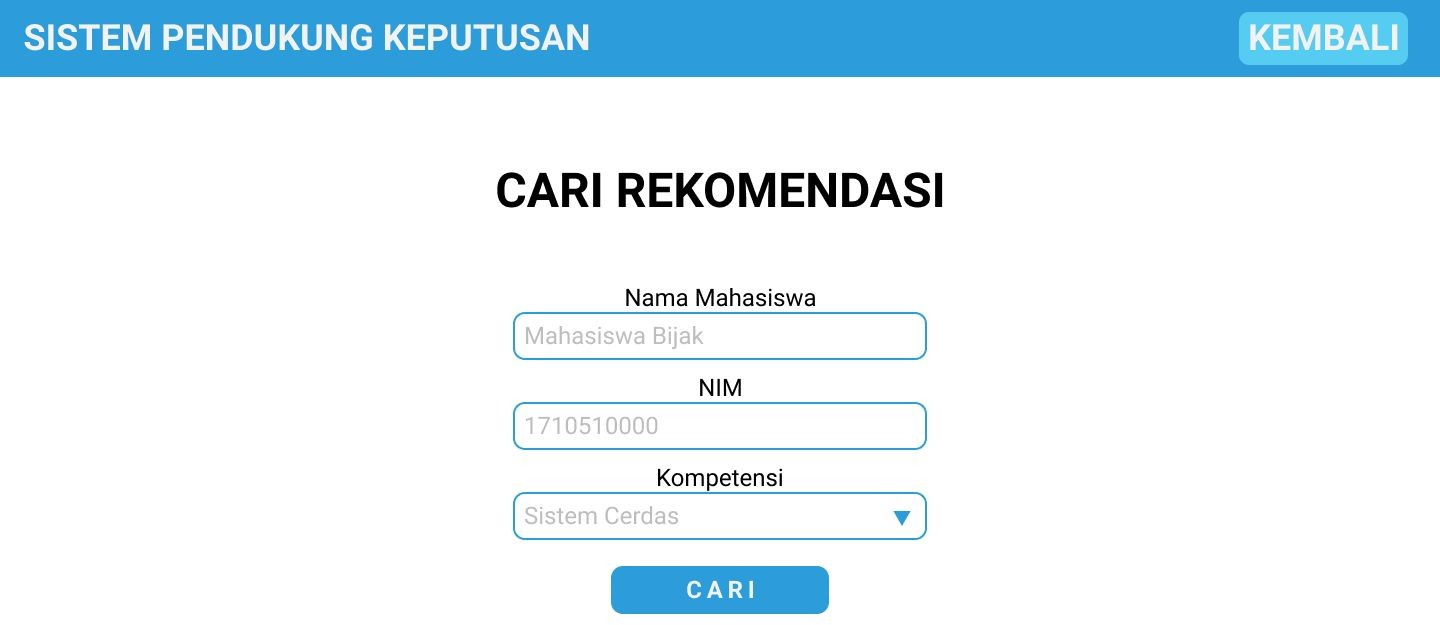 SISTEM PENDUKUNG KEPUTUSAN
KEMBALI
CARI REKOMENDASI
Nama Mahasiswa
Mahasiswa Bijak
NIM
1710510000
Kompetensi
Sistem Cerdas
CARI